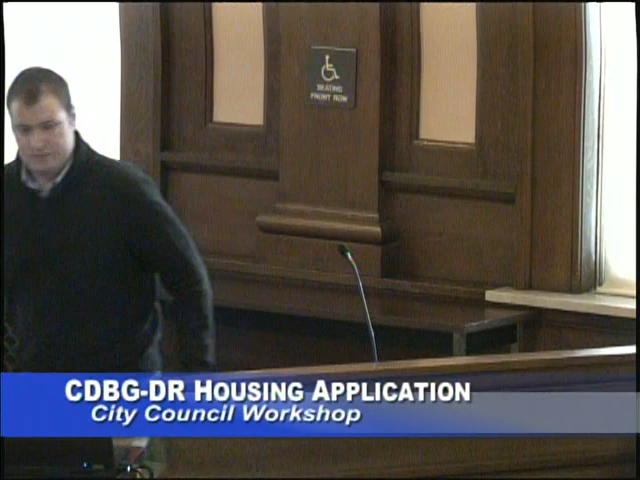 SEATING
FRONT ROW
CDBG-DR HOUSING APPLICATION
City Council Workshop